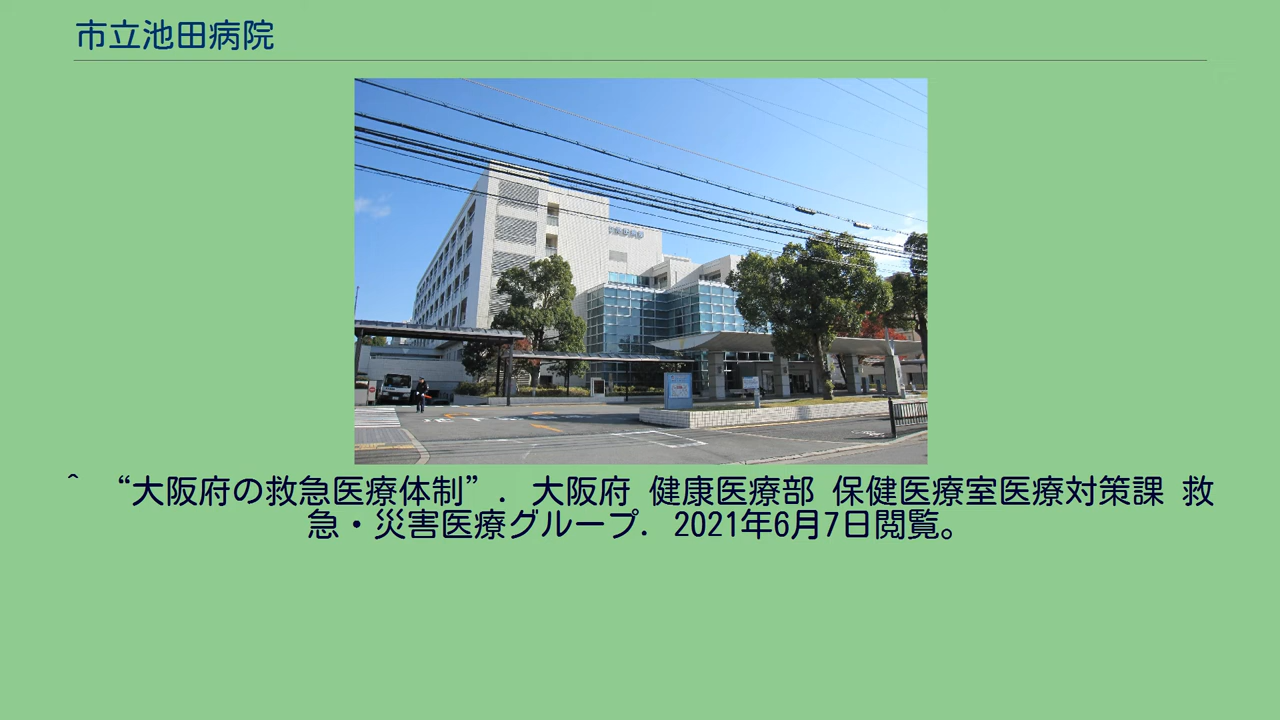 市立池田病院
^ “大阪府の救急医療体制”. 大阪府 健康医療部 保健医療室医療対策課 救
急・災害医療グループ. 2021年6月7日閲覧。